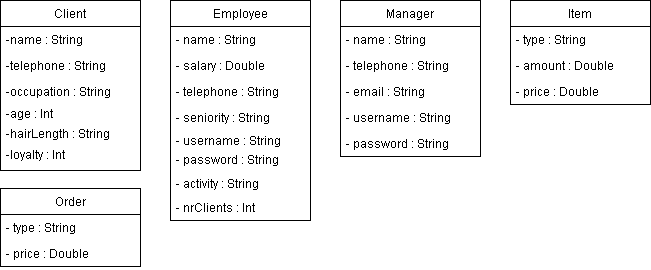 Client
-name : String
-telephone : String
-occupation : String
-age : Int
-hairLength : String
-loyalty : Int
Employee
- name : String
- salary : Double
- telephone : String
- seniority : String
- username : String
- password : String
- activity : String
- nrClients : Int
Manager
- name : String
- telephone : String
- email : String
- username : String
- password : String
Item
- type : String
- amount : Double
- price : Double
Order
- type : String
- price : Double